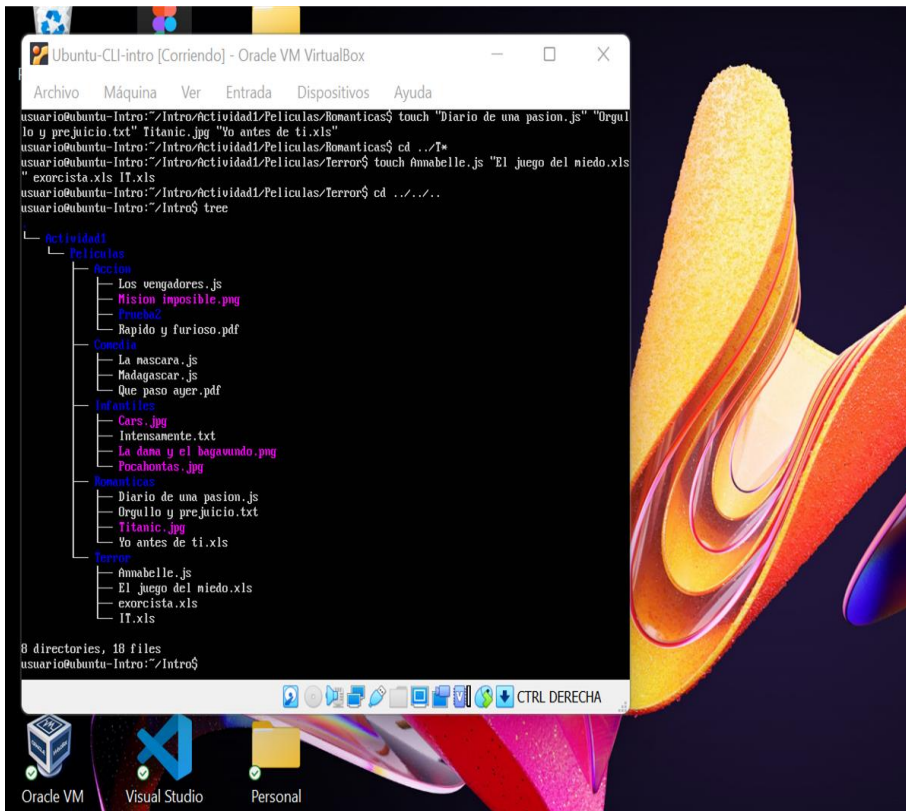 Ubuntu-CLI-intro [Corriendo] - Oracle VM VirtualBox
Archivo Máquina Ver Entrada Dispositivos Ayuda
usuario@ubuntu-Intro:~/Intro/Actividad1/Peliculas/Romanticas$ touch "Diario de una pasion.js" "Orgul
lo y prejuicio.txt" Titanic.jpg "Yo antes de ti.xls"
usuario@ubuntu-Intro:~/Intro/Actividad1/Peliculas/Romanticas$ cd ../T*
usuario@ubuntu-Intro:~/Intro/Actividad1/Peliculas/Terror$ touch Annabelle.js "El juego del miedo.xls
" exorcista.xls IT.xls
usuario@ubuntu-Intro:~/Intro/Actividad1/Peliculas/Terror$ cd ../../..
usuario@ubuntu-Intro:~/Intro$ tree
.
└── Actividad1
    └── Peliculas
        ├── Accion
        │   ├── Los vengadores.js
        │   ├── Mision imposible.png
        │   ├── Prueba2
        │   └── Rapido y furioso.pdf
        ├── Comedia
        │   ├── La mascara.js
        │   ├── Madagascar.js
        │   └── Que paso ayer.pdf
        ├── Infantiles
        │   ├── Cars.jpg
        │   ├── Intensamente.txt
        │   ├── La dama y el bagavundo.png
        │   └── Pocahontas.jpg
        ├── Romanticas
        │   ├── Diario de una pasion.js
        │   ├── Orgullo y prejuicio.txt
        │   ├── Titanic.jpg
        │   └── Yo antes de ti.xls
        └── Terror
            ├── Annabelle.js
            ├── El juego del miedo.xls
            ├── exorcista.xls
            └── IT.xls
8 directories, 18 files
usuario@ubuntu-Intro:~/Intro$
CTRL DERECHA
Oracle VM Visual Studio Personal